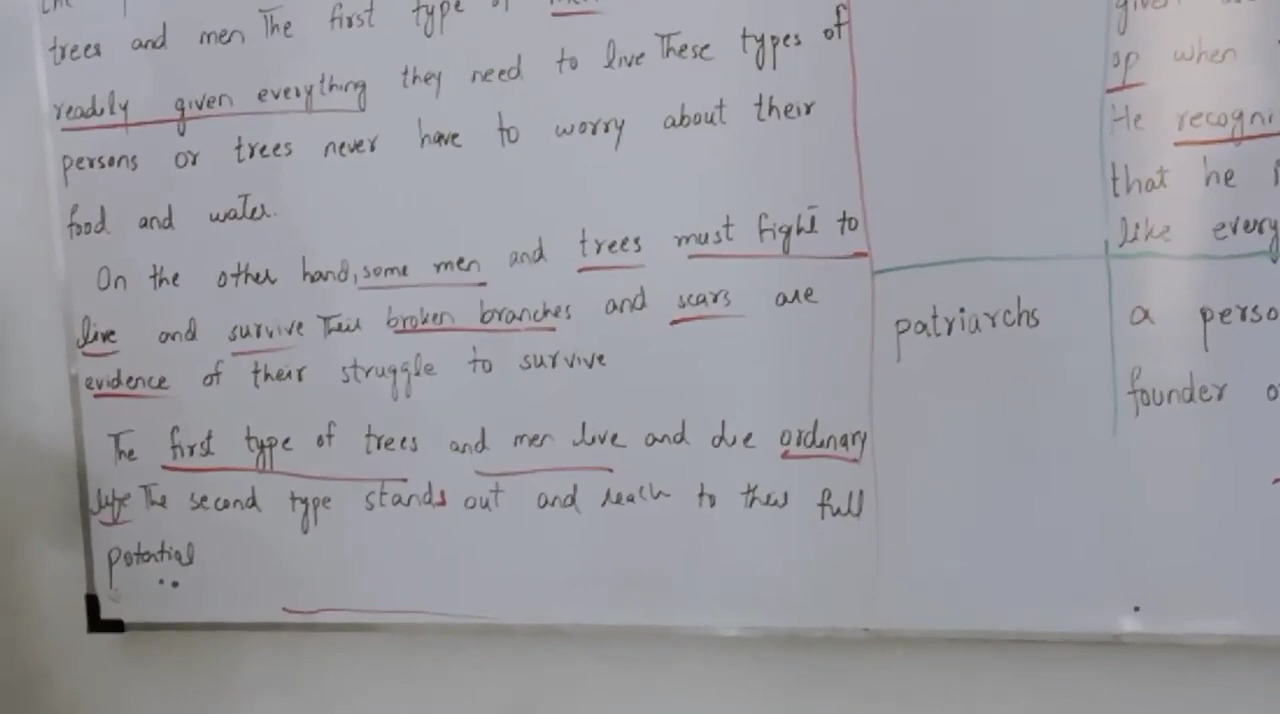 trees and men The first type
readily given everything they need to live These types of
persons or trees never have to worry about their
food and water.
On the other hand, some men and trees must fight to
live and survive Their broken branches and scars are
evidence of their struggle to survive
The first type of trees and men live and die ordinary
life The second type stands out and reach to their full
potential
op when
He
that he
like every
patriarchs
a
founder